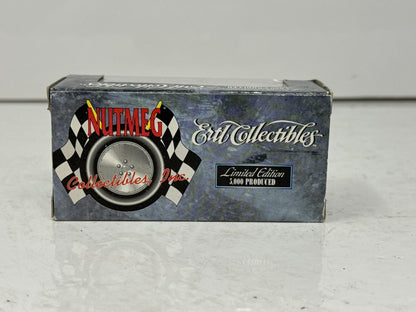 NUTMEG
Collectibles, Inc.
Ertl Collectibles
Limited Edition
5,000 PRODUCED